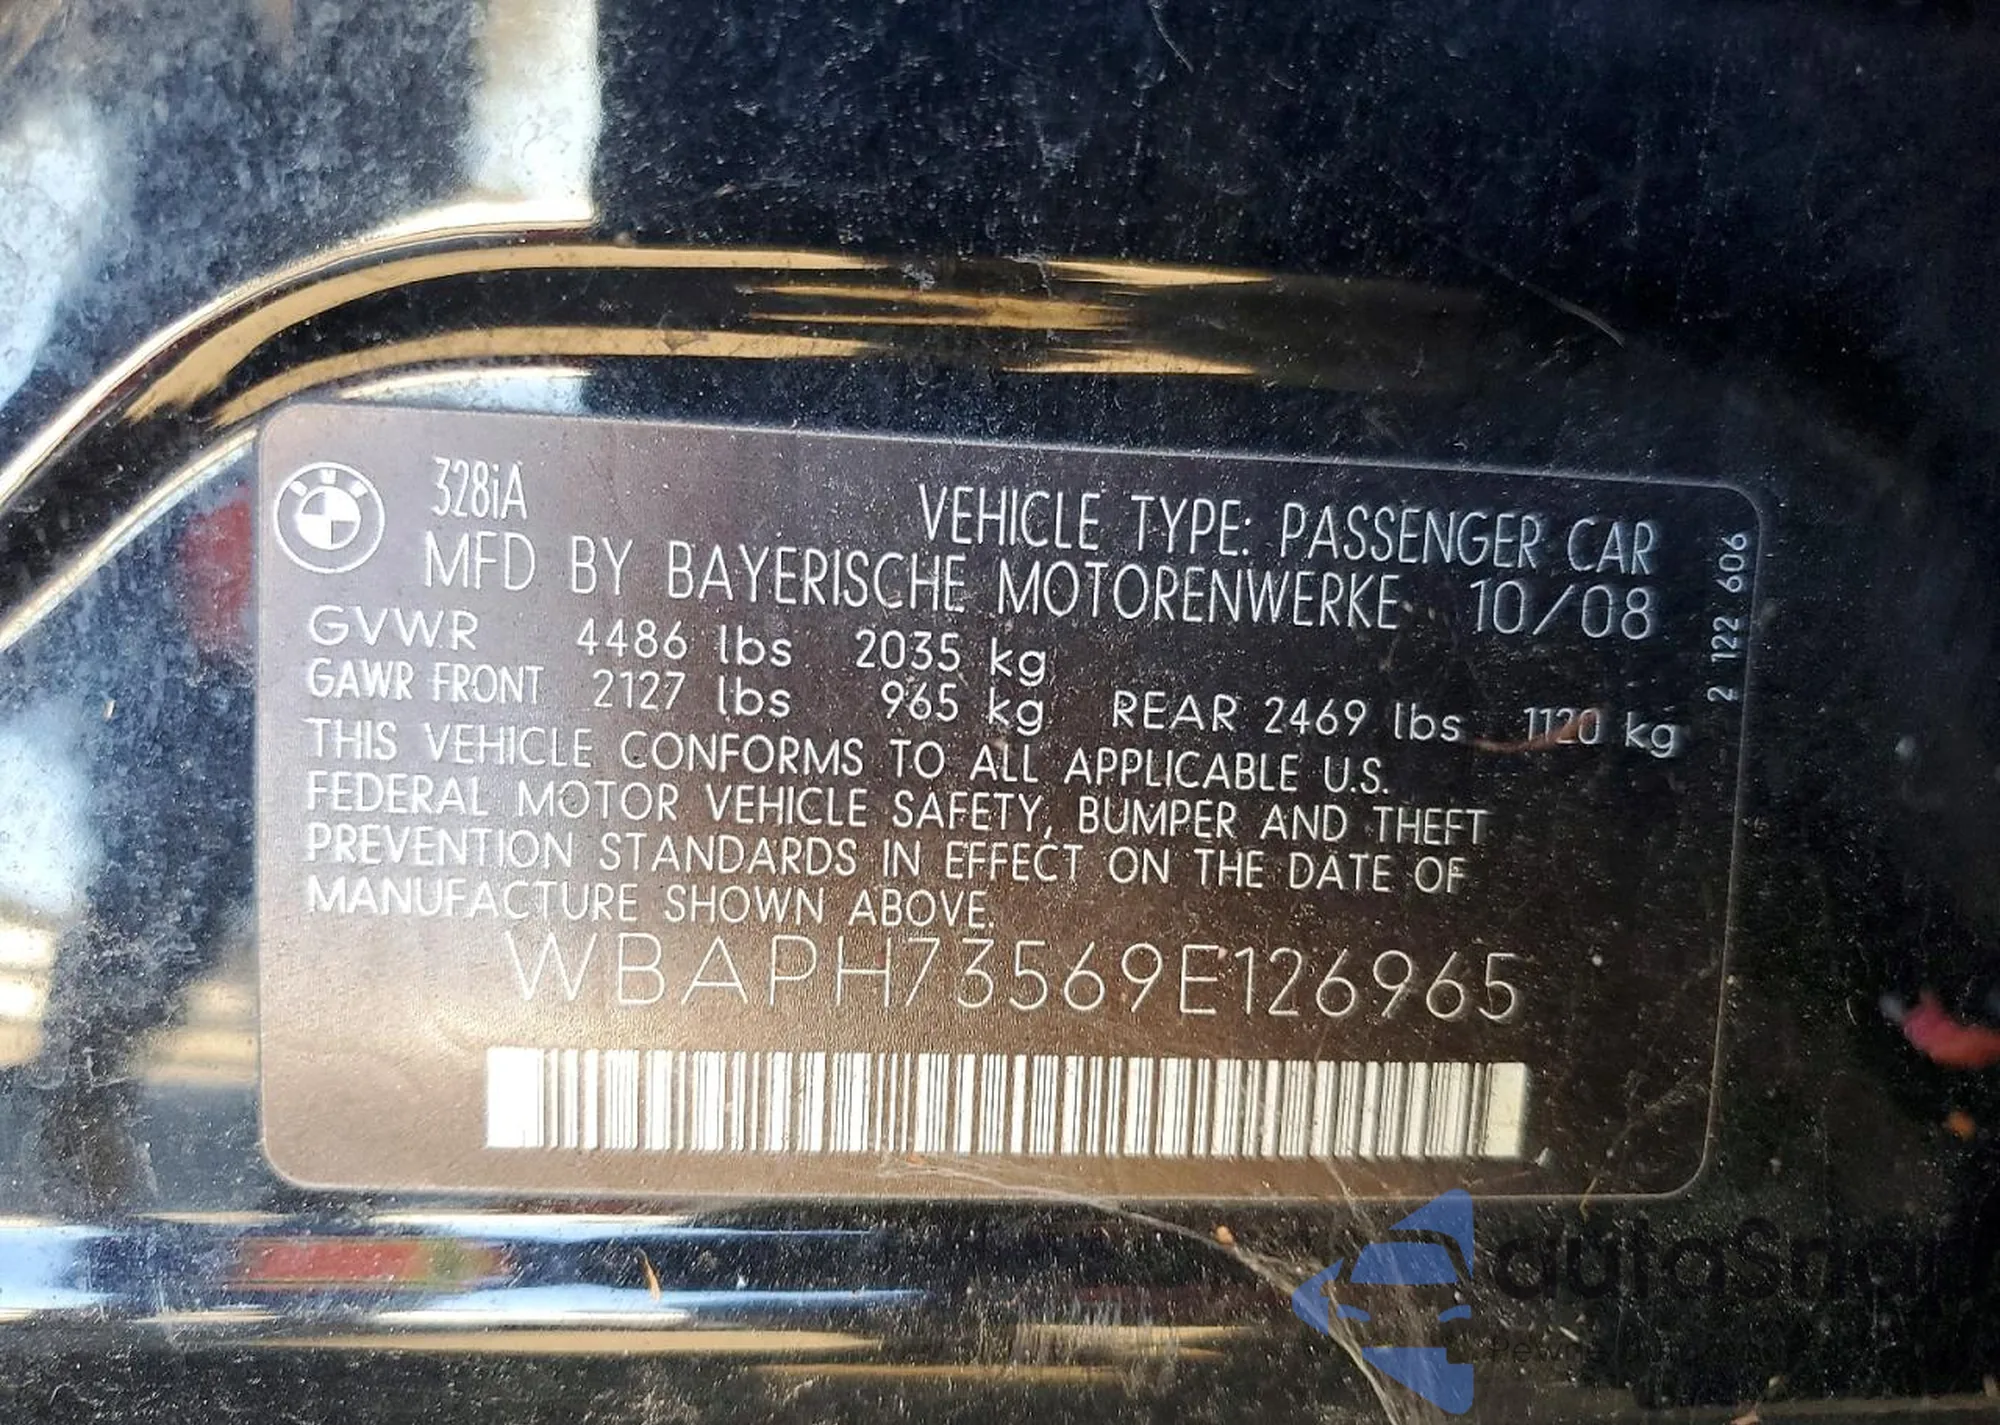 BMW
328iA
VEHICLE TYPE: PASSENGER CAR
MFD BY BAYERISCHE MOTORENWERKE 10/08
GVWR 4486 lbs 2035 kg
GAWR FRONT 2127 lbs 965 kg REAR 2469 lbs 1120 kg
THIS VEHICLE CONFORMS TO ALL APPLICABLE U.S.
FEDERAL MOTOR VEHICLE SAFETY, BUMPER AND THEFT
PREVENTION STANDARDS IN EFFECT ON THE DATE OF
MANUFACTURE SHOWN ABOVE.
WBAPH73569E126965
2 122 606
autoSnap